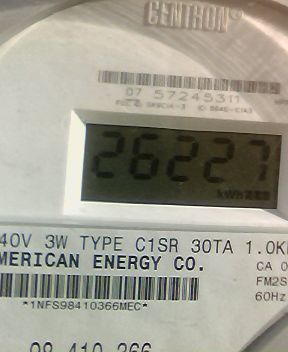 CENTRON®
07 57245311
26227
kWh
40V 3W TYPE C1SR 30TA 1.0K
MERICAN ENERGY CO.
CA 0
FM2S
60Hz
*1NFS98410366MEC*
98 410 366